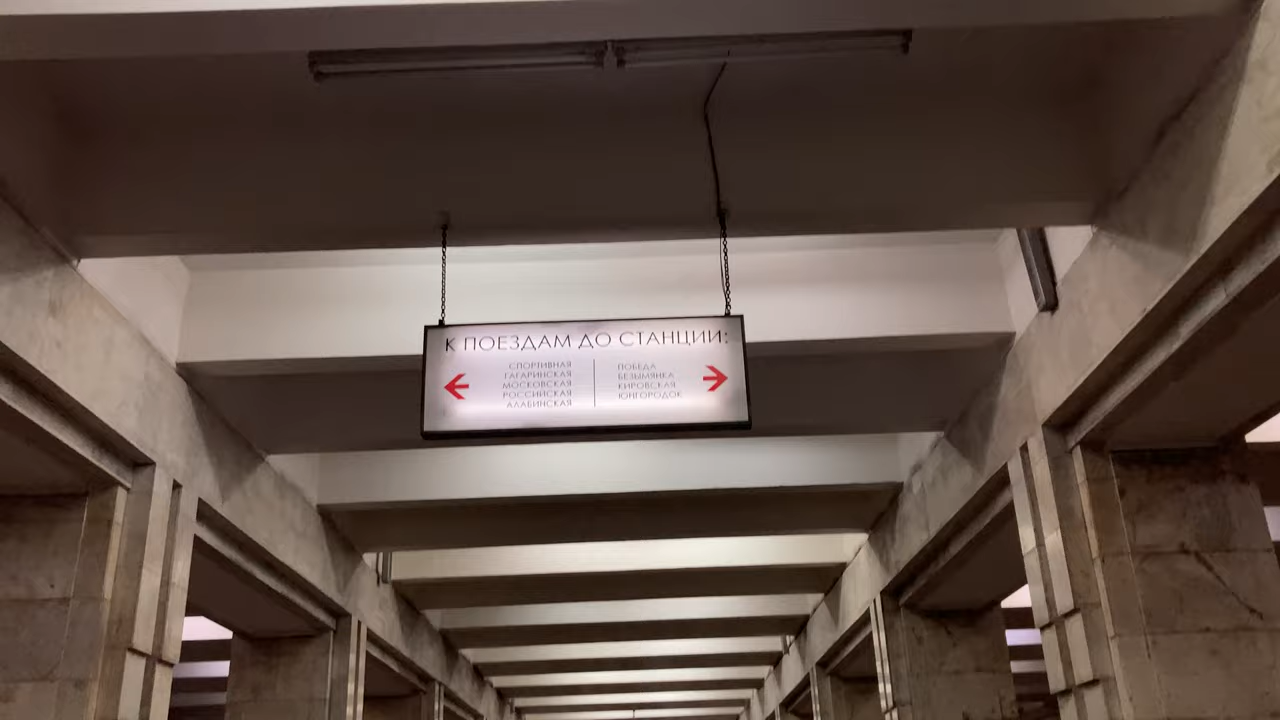 К ПОЕЗДАМ ДО СТАНЦИИ:
СПОРТИВНАЯ
ГАГАРИНСКАЯ
МОСКОВСКАЯ
РОССИЙСКАЯ
АЛАБИНСКАЯ
ПОБЕДА
БЕЗЫМЯНКА
КИРОВСКАЯ
ЮНГОРОДОК